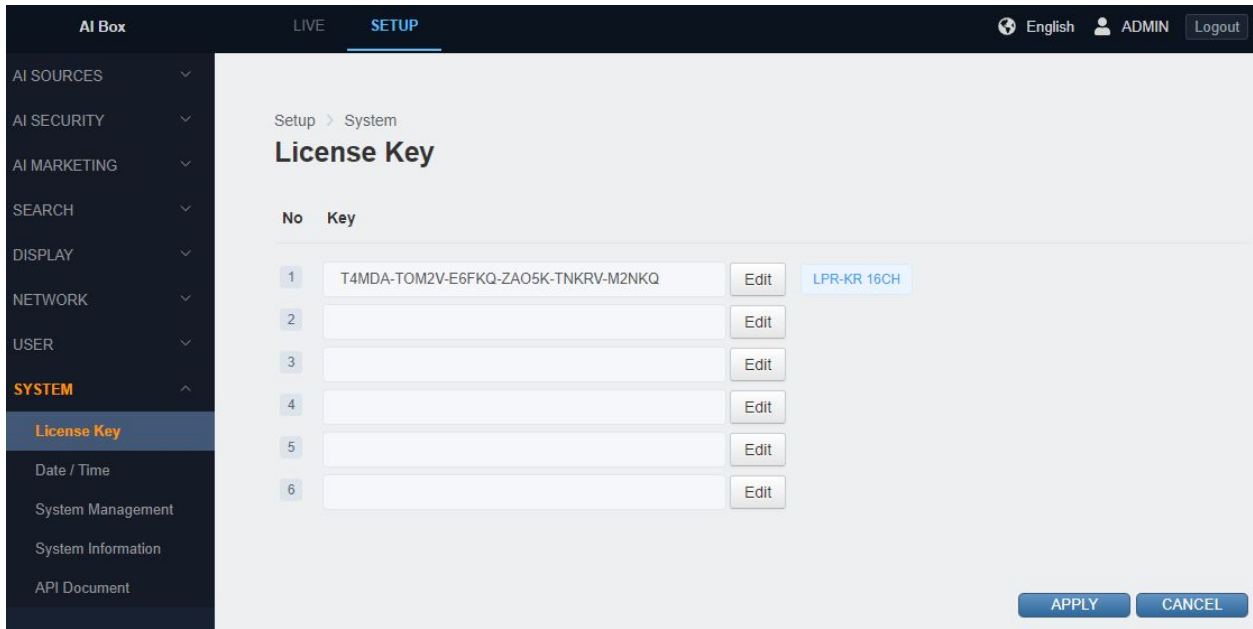 AI Box LIVE SETUP English ADMIN Logout
AI SOURCES
AI SECURITY
AI MARKETING
SEARCH
DISPLAY
NETWORK
USER
SYSTEM
License Key
Date / Time
System Management
System Information
API Document
Setup > System
License Key
No Key
1 T4MDA-TOM2V-E6FKQ-ZAO5K-TNKRV-M2NKQ Edit LPR-KR 16CH
2 Edit
3 Edit
4 Edit
5 Edit
6 Edit
APPLY CANCEL